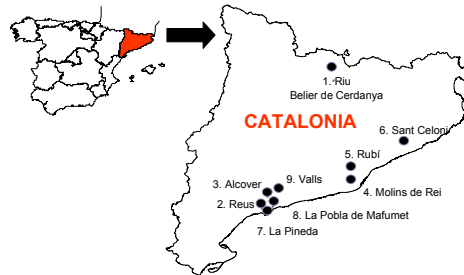 1. Riu
Belier de Cerdanya
CATALONIA
6. Sant Celoni
5. Rubí
9. Valls
3. Alcover
4. Molins de Rei
2. Reus
8. La Pobla de Mafumet
7. La Pineda